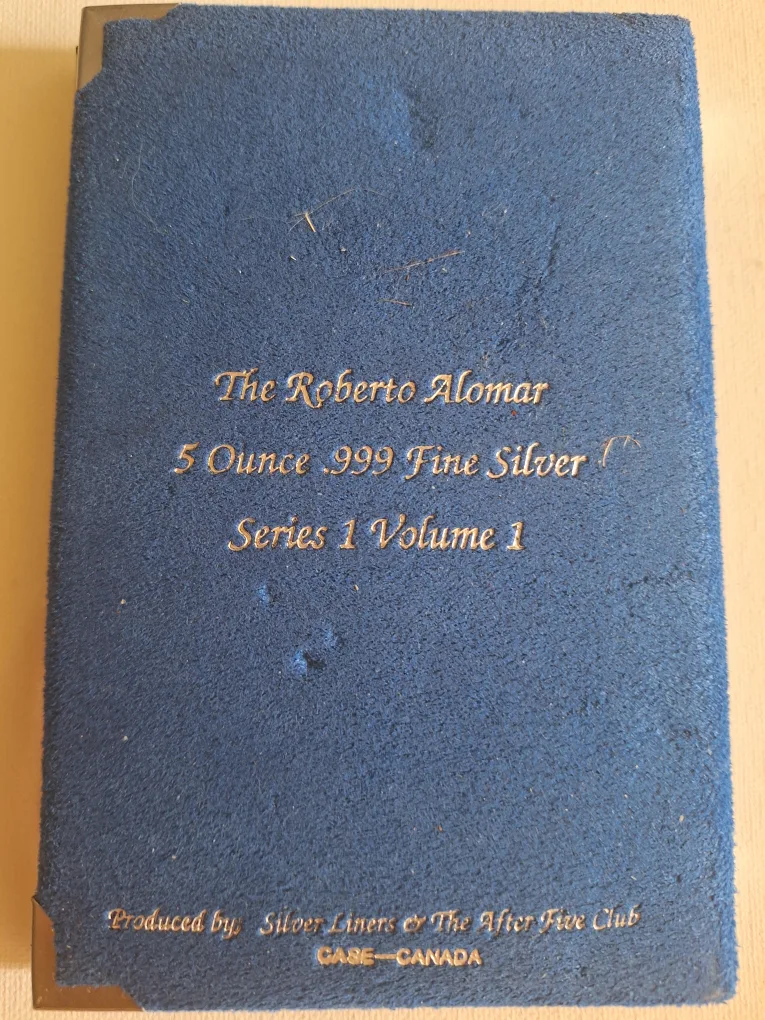 The Roberto Alomar
5 Ounce .999 Fine Silver
Series 1 Volume 1
Produced by; Silver Liners & The After Five Club
CASE—CANADA